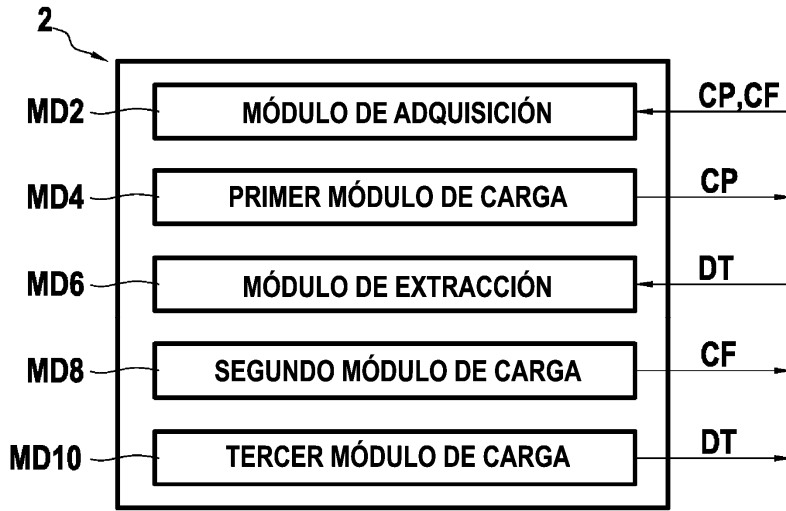 2
MD2 MÓDULO DE ADQUISICIÓN CP,CF
MD4 PRIMER MÓDULO DE CARGA CP
MD6 MÓDULO DE EXTRACCIÓN DT
MD8 SEGUNDO MÓDULO DE CARGA CF
MD10 TERCER MÓDULO DE CARGA DT